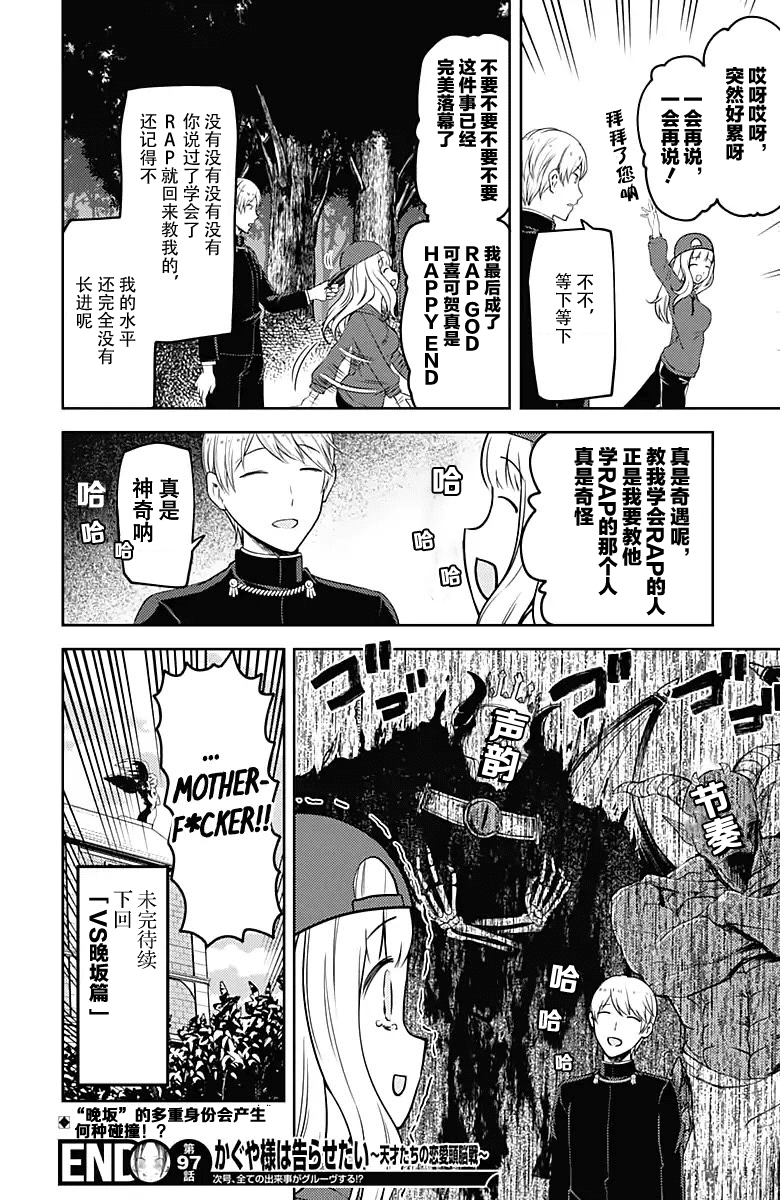 哎呀哎呀，
突然好累呀
一会再说，
一会再说！
拜拜了您呐
不不，
等下等下
不要不要不要不要
这件事已经
完美落幕了
我最后成了
RAP GOD
可喜可贺真是
HAPPY END
没有没有没有没有
你说过了学会了
RAP就回来教我的，
还记得不
我的水平
还完全没有
长进呢
真是奇遇呢，
教我学会RAP的人
正是我要教他
学RAP的那个人
真是奇怪
哈
哈
哈
哈
哈
哈
真是
神奇呐
ゴゴゴ
ゴゴゴ
声韵
节奏
哈
哈
哈
...
MOTHER-
F*CKER!!
未完待续
下回
「VS晚坂篇」
“晚坂”的多重身份会产生
何种碰撞！？
END
第97話
かぐや様は告らせたい～天才たちの恋愛頭脳戦～
次号、全ての出来事がグルーヴする!?